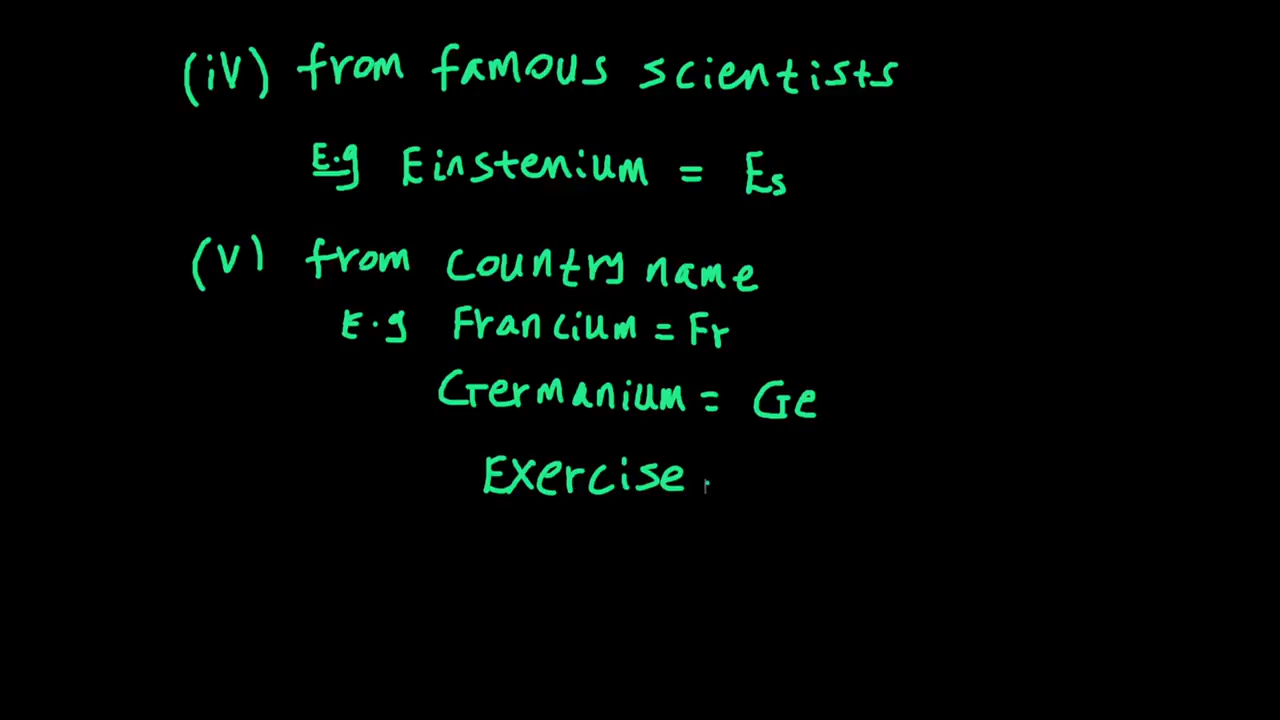 (iV) from famous scientists
E.g Einstenium = Es
(V) from country name
E.g Francium = Fr
Germanium = Ge
Exercise.